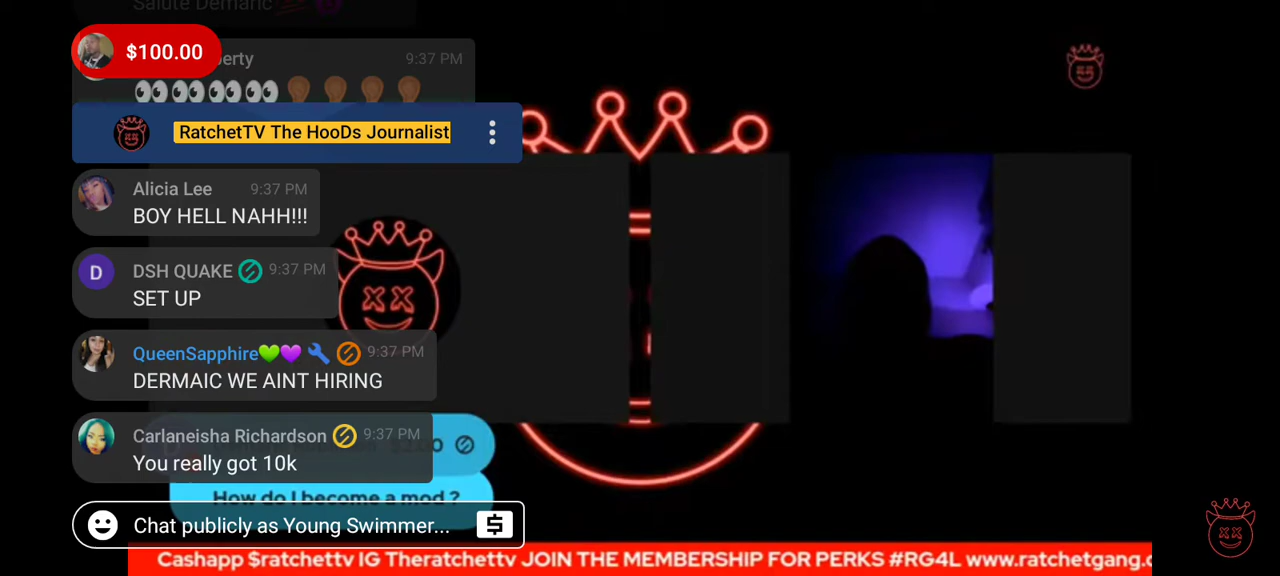 Salute Demaric
$100.00
erty
9:37 PM
RatchetTV The HooDs Journalist
Alicia Lee 9:37 PM
BOY HELL NAHH!!!
D DSH QUAKE 9:37 PM
SET UP
QueenSapphire 9:37 PM
DERMAIC WE AINT HIRING
Carlaneisha Richardson 9:37 PM
You really got 10k
How do I become a mod ?
Chat publicly as Young Swimmer...
Cashapp $ratchettv IG Theratchettv JOIN THE MEMBERSHIP FOR PERKS #RG4L www.ratchetgang.c